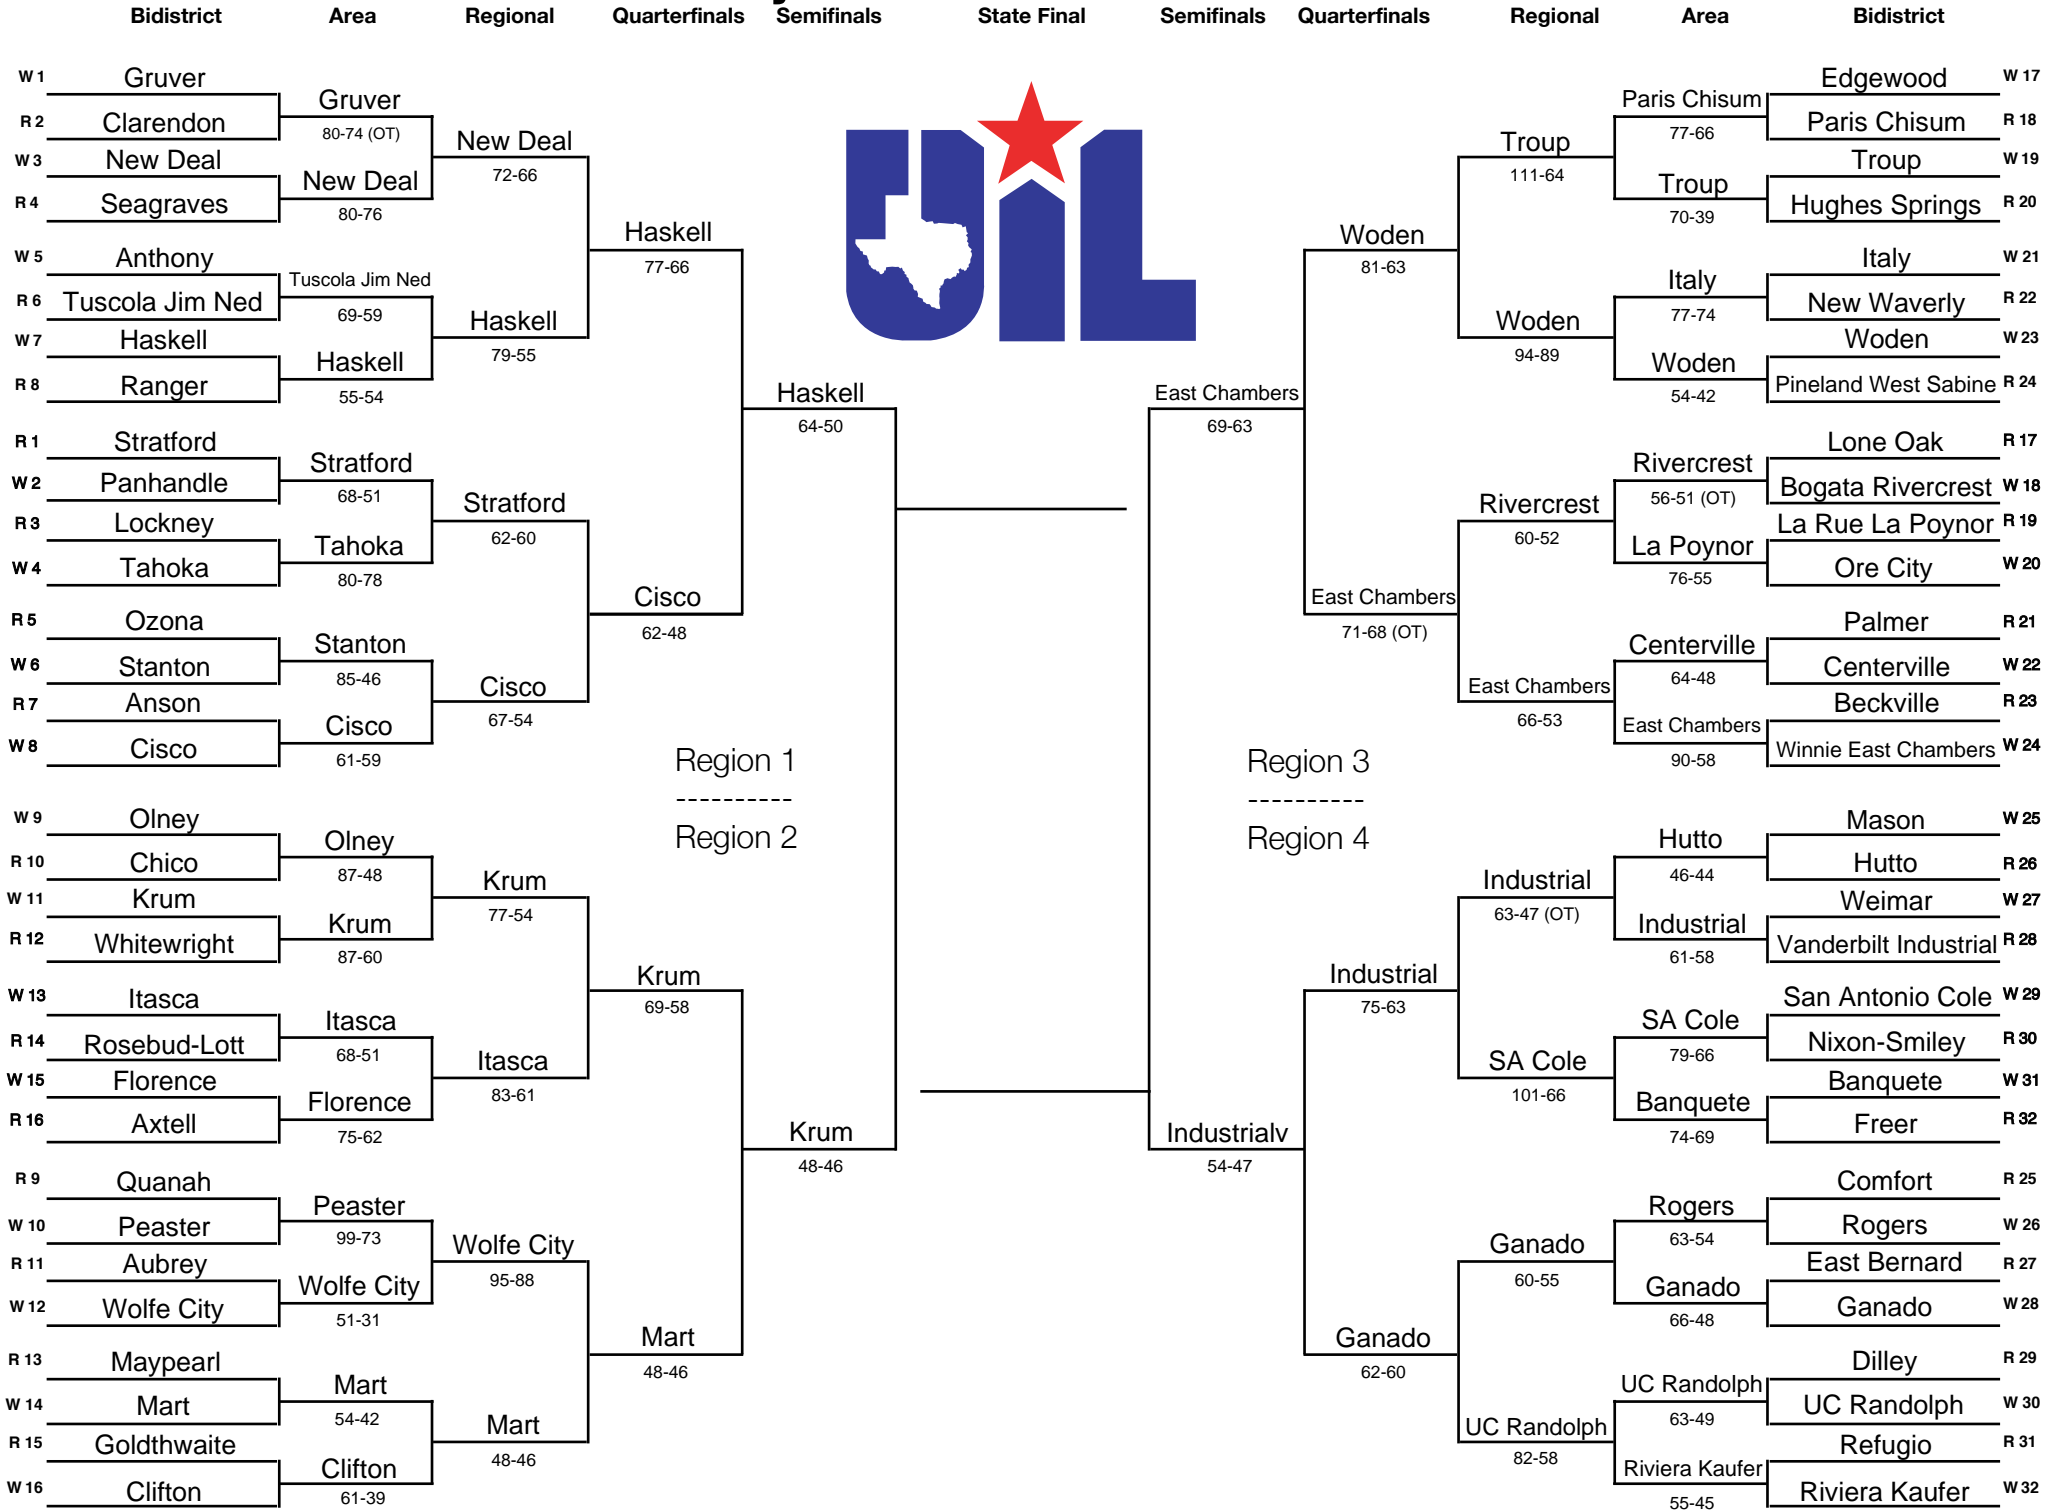 Bidistrict Area Regional Quarterfinals Semifinals State Final Semifinals Quarterfinals Regional Area Bidistrict
W 1 Gruver
Gruver
80-74 (OT)
R 2 Clarendon
New Deal
72-66
W 3 New Deal
New Deal
80-76
R 4 Seagraves
Haskell
77-66
W 5 Anthony
Tuscola Jim Ned
69-59
R 6 Tuscola Jim Ned
Haskell
79-55
W 7 Haskell
Haskell
55-54
R 8 Ranger
Haskell
64-50
R 1 Stratford
Stratford
68-51
W 2 Panhandle
Stratford
62-60
R 3 Lockney
Tahoka
80-78
W 4 Tahoka
Cisco
62-48
R 5 Ozona
Stanton
85-46
W 6 Stanton
Cisco
67-54
R 7 Anson
Cisco
61-59
W 8 Cisco
Region 1
----------
Region 2
W 9 Olney
Olney
87-48
R 10 Chico
Krum
77-54
W 11 Krum
Krum
87-60
R 12 Whitewright
Krum
69-58
W 13 Itasca
Itasca
68-51
R 14 Rosebud-Lott
Itasca
83-61
W 15 Florence
Florence
75-62
R 16 Axtell
Krum
48-46
R 9 Quanah
Peaster
99-73
W 10 Peaster
Wolfe City
95-88
R 11 Aubrey
Wolfe City
51-31
W 12 Wolfe City
Mart
48-46
R 13 Maypearl
Mart
54-42
W 14 Mart
Mart
48-46
R 15 Goldthwaite
Clifton
61-39
W 16 Clifton
UIL
Edgewood W 17
Paris Chisum
77-66
Paris Chisum R 18
Troup
111-64
Troup W 19
Troup
70-39
Hughes Springs R 20
Woden
81-63
Italy W 21
Italy
77-74
New Waverly R 22
Woden
94-89
Woden W 23
Woden
54-42
Pineland West Sabine R 24
East Chambers
69-63
Lone Oak R 17
Rivercrest
56-51 (OT)
Bogata Rivercrest W 18
Rivercrest
60-52
La Rue La Poynor R 19
La Poynor
76-55
Ore City W 20
East Chambers
71-68 (OT)
Palmer R 21
Centerville
64-48
Centerville W 22
East Chambers
66-53
Beckville R 23
East Chambers
90-58
Winnie East Chambers W 24
Region 3
----------
Region 4
Mason W 25
Hutto
46-44
Hutto R 26
Industrial
63-47 (OT)
Weimar W 27
Industrial
61-58
Vanderbilt Industrial R 28
Industrial
75-63
San Antonio Cole W 29
SA Cole
79-66
Nixon-Smiley R 30
SA Cole
101-66
Banquete W 31
Banquete
74-69
Freer R 32
Industrialv
54-47
Comfort R 25
Rogers
63-54
Rogers W 26
Ganado
60-55
East Bernard R 27
Ganado
66-48
Ganado W 28
Ganado
62-60
Dilley R 29
UC Randolph
63-49
UC Randolph W 30
UC Randolph
82-58
Refugio R 31
Riviera Kaufer
55-45
Riviera Kaufer W 32